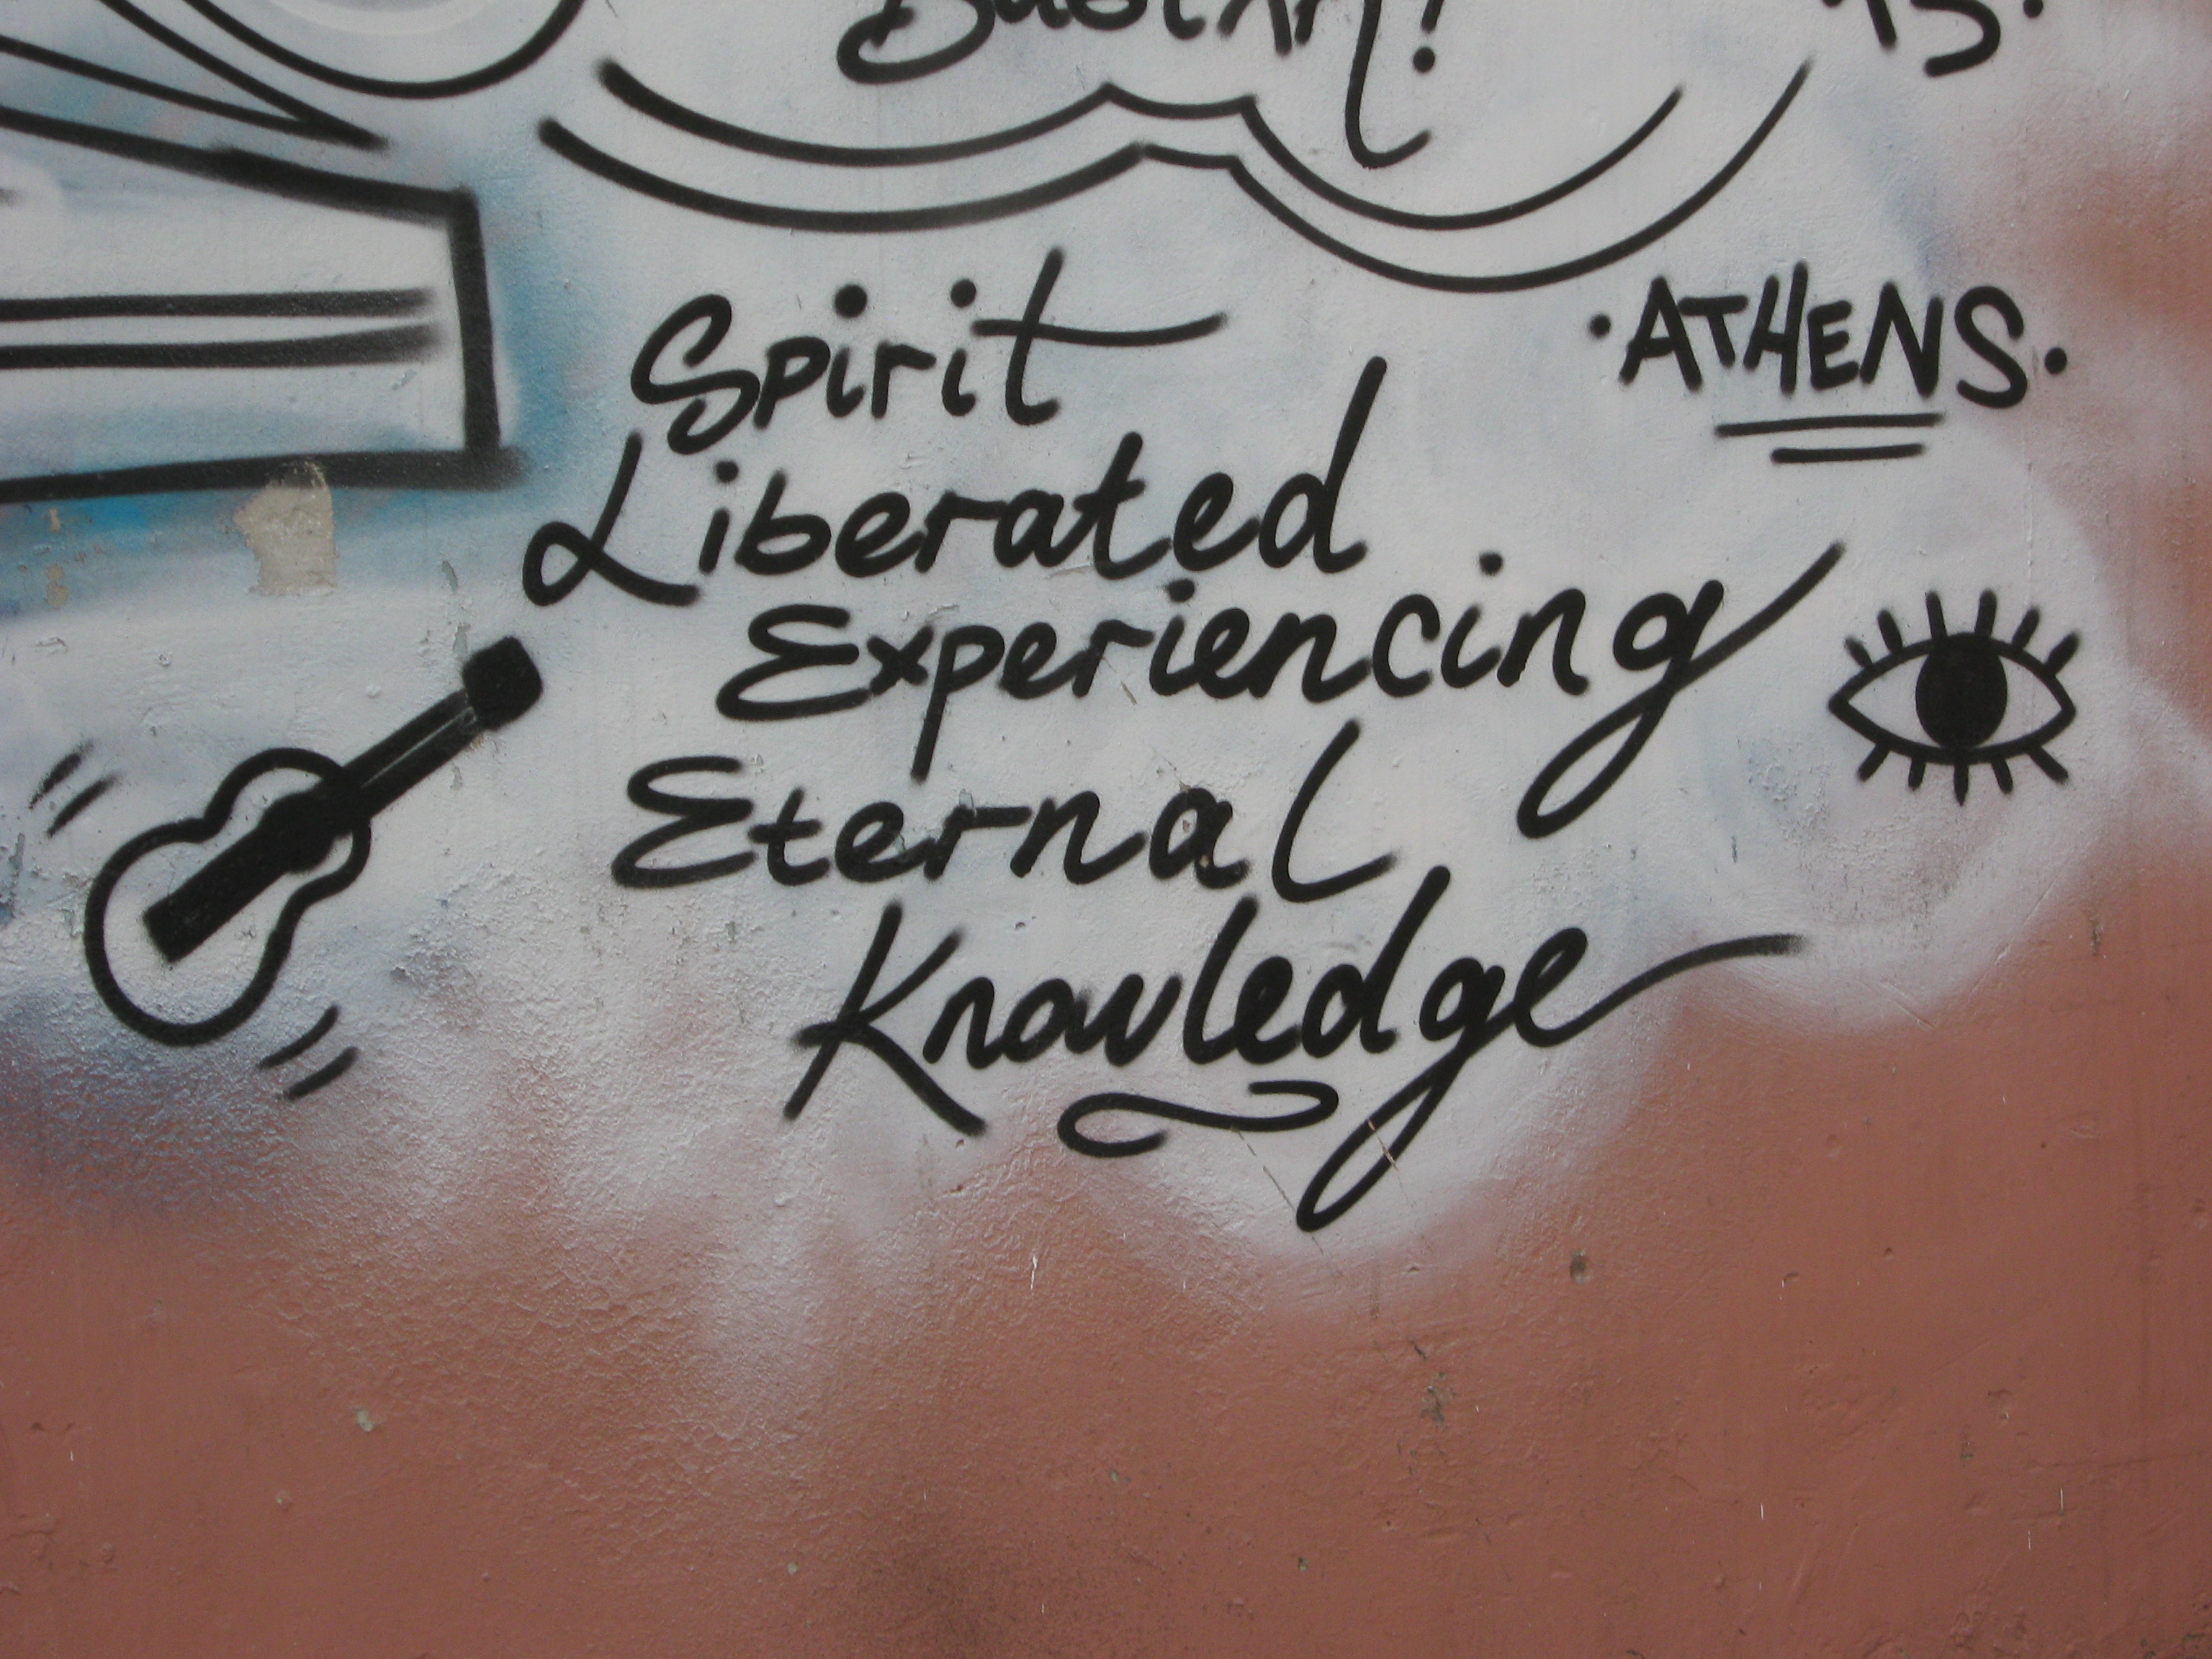 Spirit
·ATHENS.
Liberated
Experiencing
Eternal
Knowledge